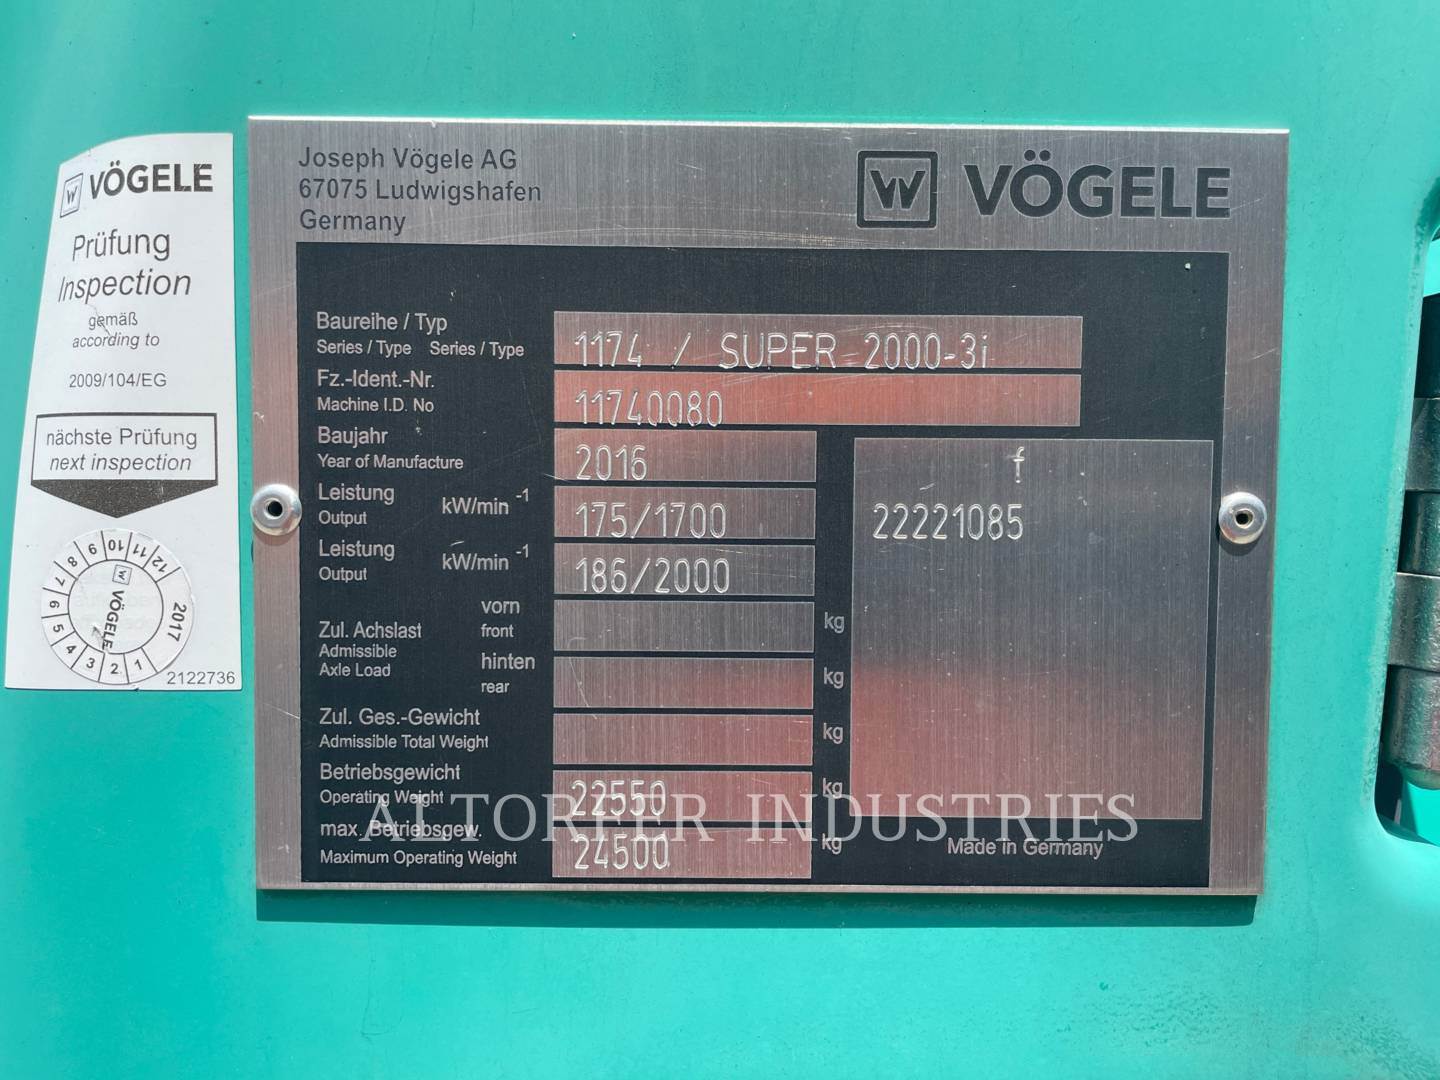 VÖGELE
Prüfung
Inspection
gemäß
according to
2009/104/EG
nächste Prüfung
next inspection
1 2 3 4 5 6 7 8 9 10 11 12
2017
VÖGELE
2122736
Joseph Vögele AG
67075 Ludwigshafen
Germany
VÖGELE
Baureihe / Typ
Series / Type Series / Type
1174 / SUPER 2000-3i
Fz.-Ident.-Nr.
Machine I.D. No
11740080
Baujahr
Year of Manufacture
2016
Leistung
Output
kW/min -1
175/1700
Leistung
Output
kW/min -1
186/2000
f
22221085
Zul. Achslast
Admissible
Axle Load
vorn
front
kg
hinten
rear
kg
Zul. Ges.-Gewicht
Admissible Total Weight
kg
Betriebsgewicht
Operating Weight
22550
kg
max. Betriebsgew.
Maximum Operating Weight
24500
kg
Made in Germany
ALTORFER INDUSTRIES